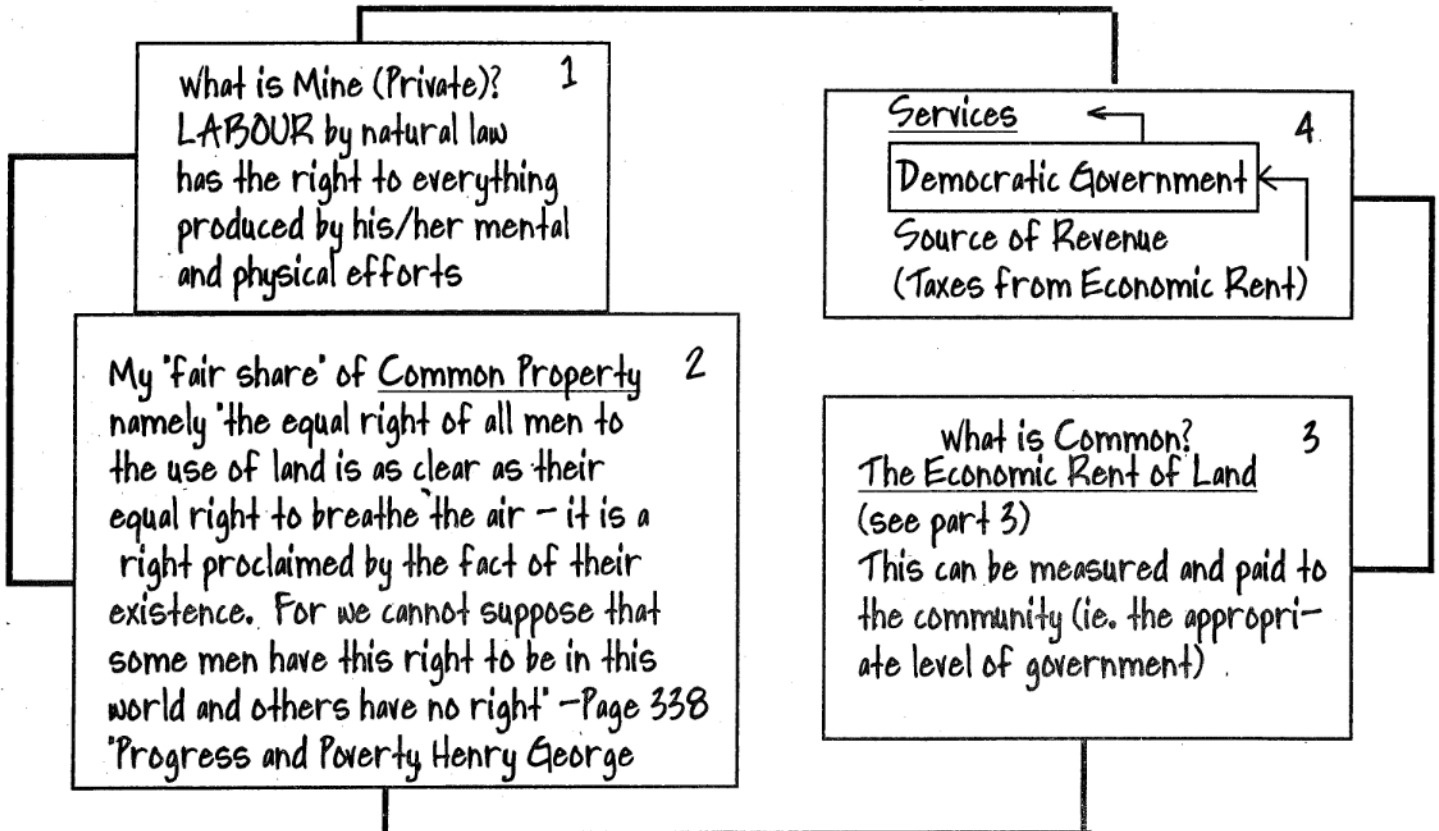 What is Mine (Private)? 1
LABOUR by natural law
has the right to everything
produced by his/her mental
and physical efforts
My "fair share" of Common Property 2
namely "the equal right of all men to
the use of land is as clear as their
equal right to breathe the air – it is a
right proclaimed by the fact of their
existence. For we cannot suppose that
some men have this right to be in this
world and others have no right" –Page 338
"Progress and Poverty Henry George
Services 4
Democratic Government
Source of Revenue
(Taxes from Economic Rent)
What is Common? 3
The Economic Rent of Land
(see part 3)
This can be measured and paid to
the community (ie. the appropri–
ate level of government)